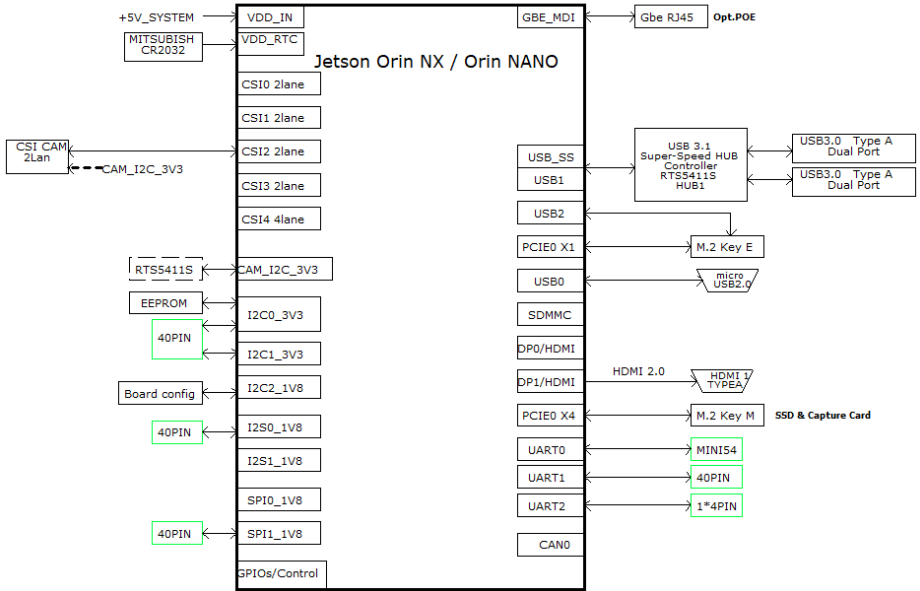 +5V_SYSTEM
VDD_IN
GBE_MDI
Gbe RJ45
Opt.POE
MITSUBISH
CR2032
VDD_RTC
Jetson Orin NX / Orin NANO
CSI0 2lane
CSI1 2lane
CSI CAM
2Lan
CSI2 2lane
CAM_I2C_3V3
CSI3 2lane
CSI4 4lane
USB_SS
USB1
USB 3.1
Super-Speed HUB
Controller
RTS5411S
HUB1
USB3.0 Type A
Dual Port
USB3.0 Type A
Dual Port
USB2
PCIE0 X1
M.2 Key E
RTS5411S
CAM_I2C_3V3
USB0
micro
USB2.0
EEPROM
I2C0_3V3
SDMMC
40PIN
I2C1_3V3
DP0/HDMI
Board config
I2C2_1V8
DP1/HDMI
HDMI 2.0
HDMI 1
TYPEA
PCIE0 X4
M.2 Key M
SSD & Capture Card
40PIN
I2S0_1V8
UART0
MINI54
I2S1_1V8
UART1
40PIN
SPI0_1V8
UART2
1*4PIN
40PIN
SPI1_1V8
CAN0
GPIOs/Control